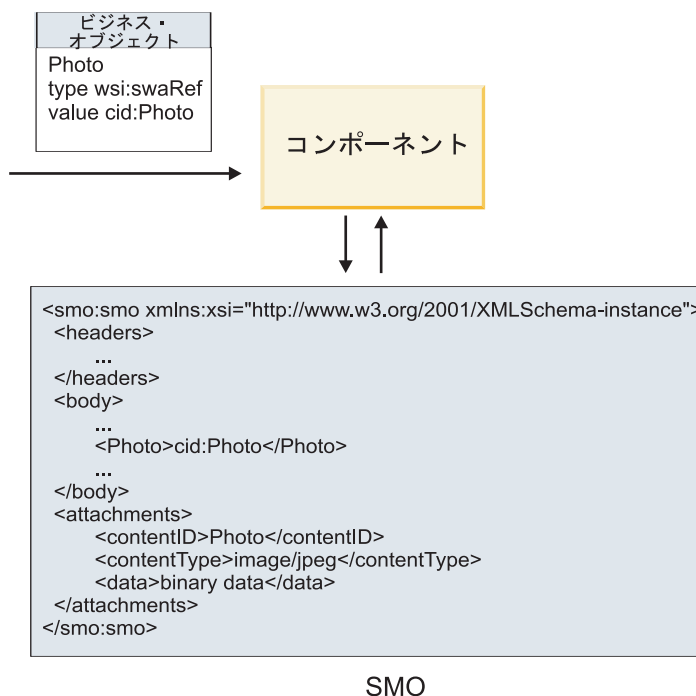 ビジネス・
オブジェクト
Photo
type wsi:swaRef
value cid:Photo
コンポーネント
<smo:smo xmlns:xsi="http://www.w3.org/2001/XMLSchema-instance">
<headers>
...
</headers>
<body>
...
<Photo>cid:Photo</Photo>
...
</body>
<attachments>
<contentID>Photo</contentID>
<contentType>image/jpeg</contentType>
<data>binary data</data>
</attachments>
</smo:smo>
SMO